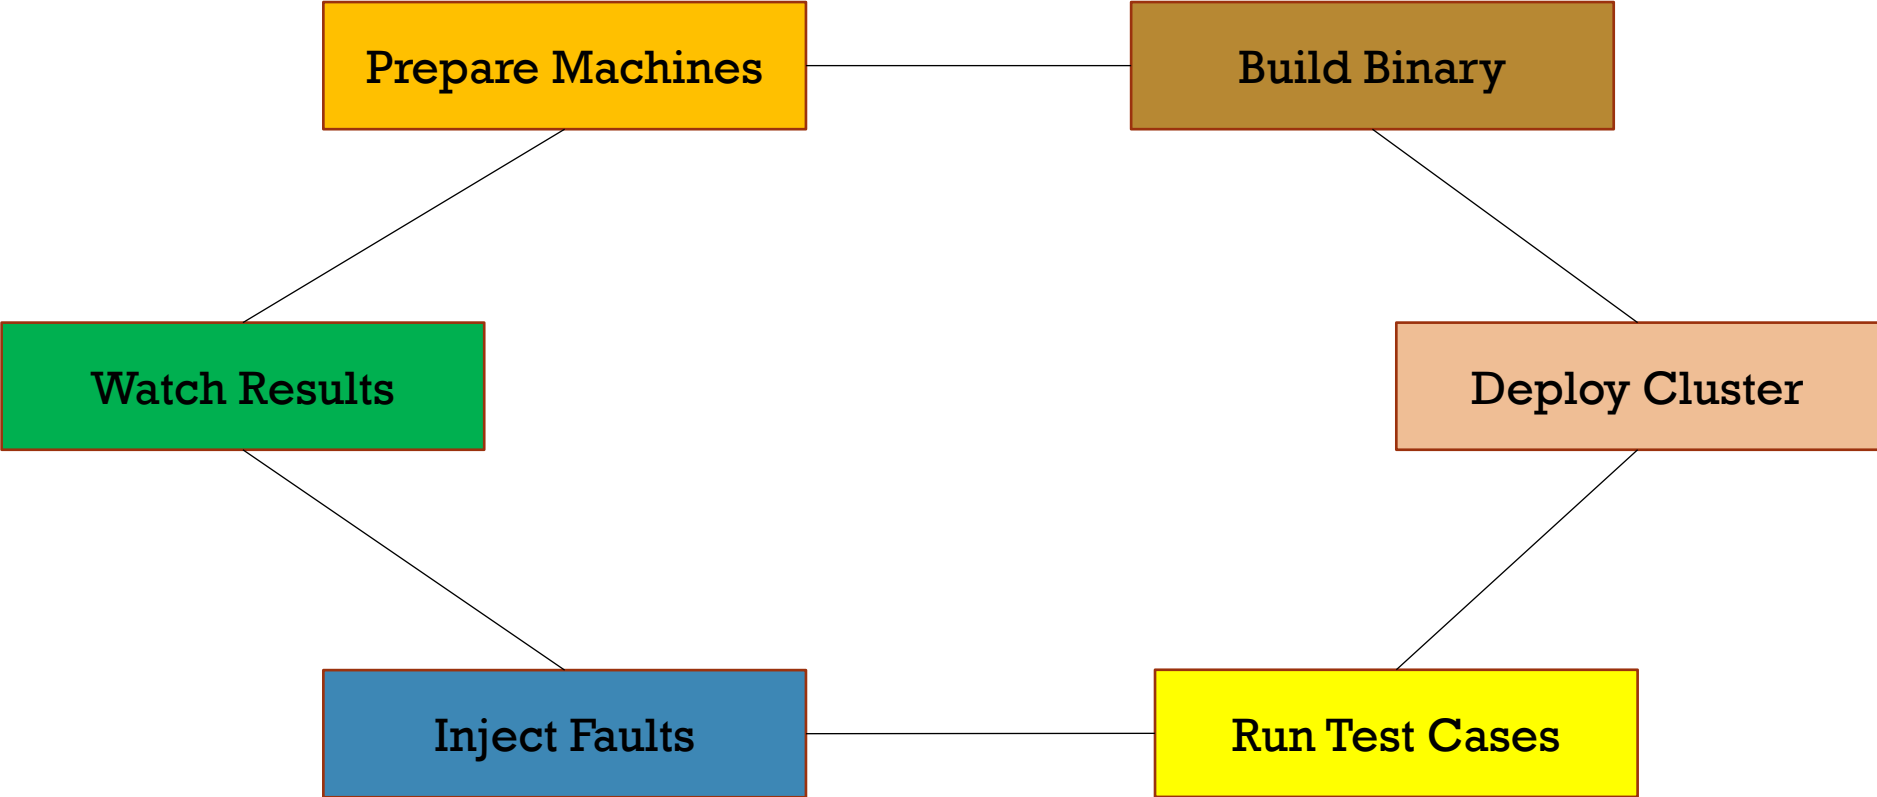 Prepare Machines
Build Binary
Watch Results
Deploy Cluster
Inject Faults
Run Test Cases